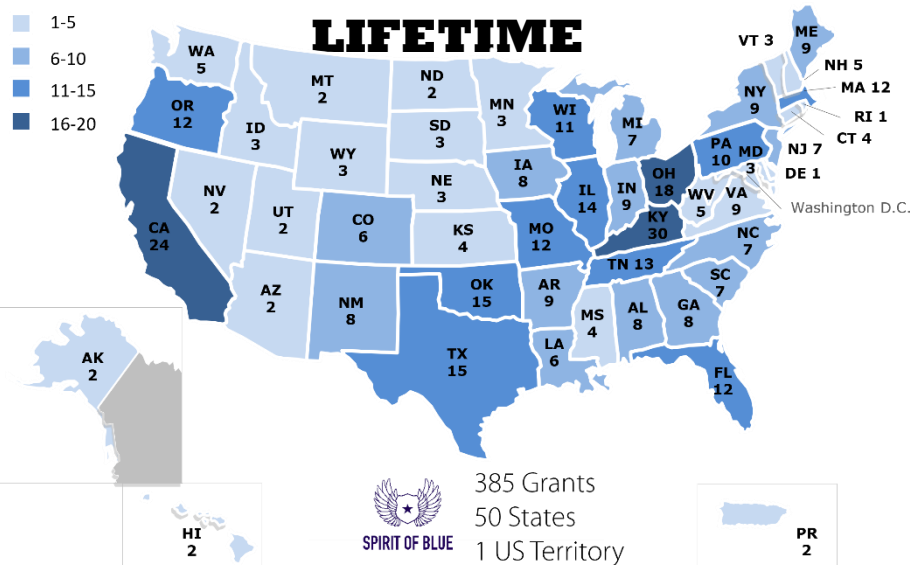 LIFETIME
1-5
6-10
11-15
16-20
WA
5
OR
12
CA
24
ID
3
NV
2
MT
2
WY
3
UT
2
AZ
2
CO
6
NM
8
ND
2
SD
3
NE
3
KS
4
OK
15
TX
15
MN
3
IA
8
MO
12
AR
9
LA
6
WI
11
IL
14
MI
7
IN
9
OH
18
KY
30
TN 13
MS
4
AL
8
GA
8
FL
12
SC
7
NC
7
VA
9
WV
5
PA
10
MD
3
NY
9
VT 3
ME
9
NH 5
MA 12
RI 1
CT 4
NJ 7
DE 1
Washington D.C.
AK
2
HI
2
SPIRIT OF BLUE
385 Grants
50 States
1 US Territory
PR
2